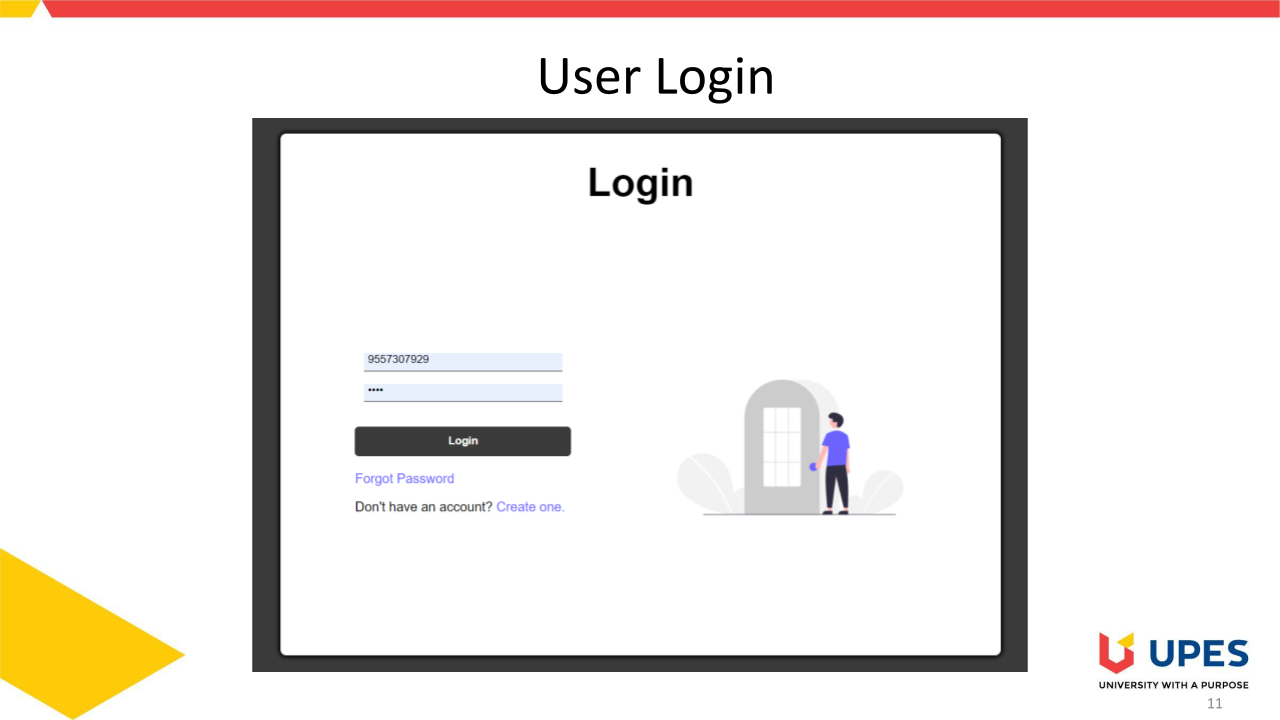 User Login
Login
9557307929
••••
Login
Forgot Password
Don't have an account? Create one.
UPES
UNIVERSITY WITH A PURPOSE
11